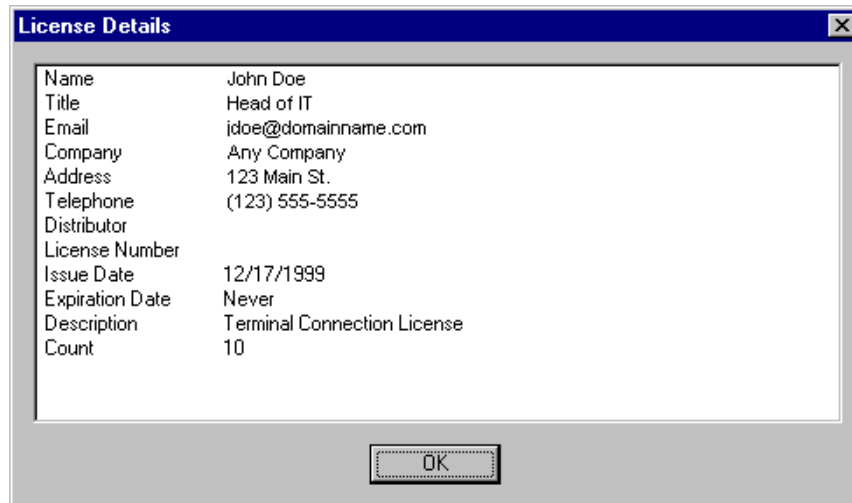 License Details
Name John Doe
Title Head of IT
Email jdoe@domainname.com
Company Any Company
Address 123 Main St.
Telephone (123) 555-5555
Distributor
License Number
Issue Date 12/17/1999
Expiration Date Never
Description Terminal Connection License
Count 10
OK